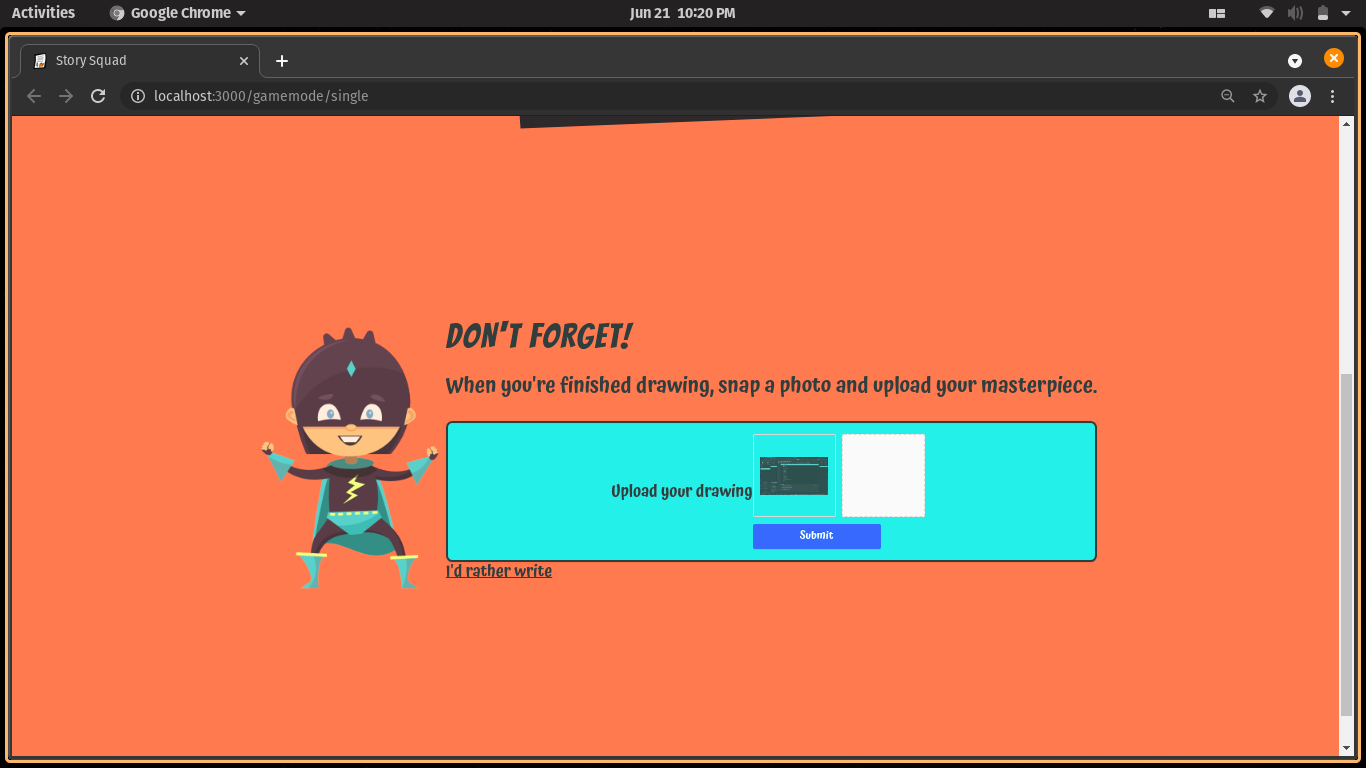 Activities
Google Chrome
Jun 21 10:20 PM
Story Squad
localhost:3000/gamemode/single
DON'T FORGET!
When you're finished drawing, snap a photo and upload your masterpiece.
Upload your drawing
Submit
I'd rather write